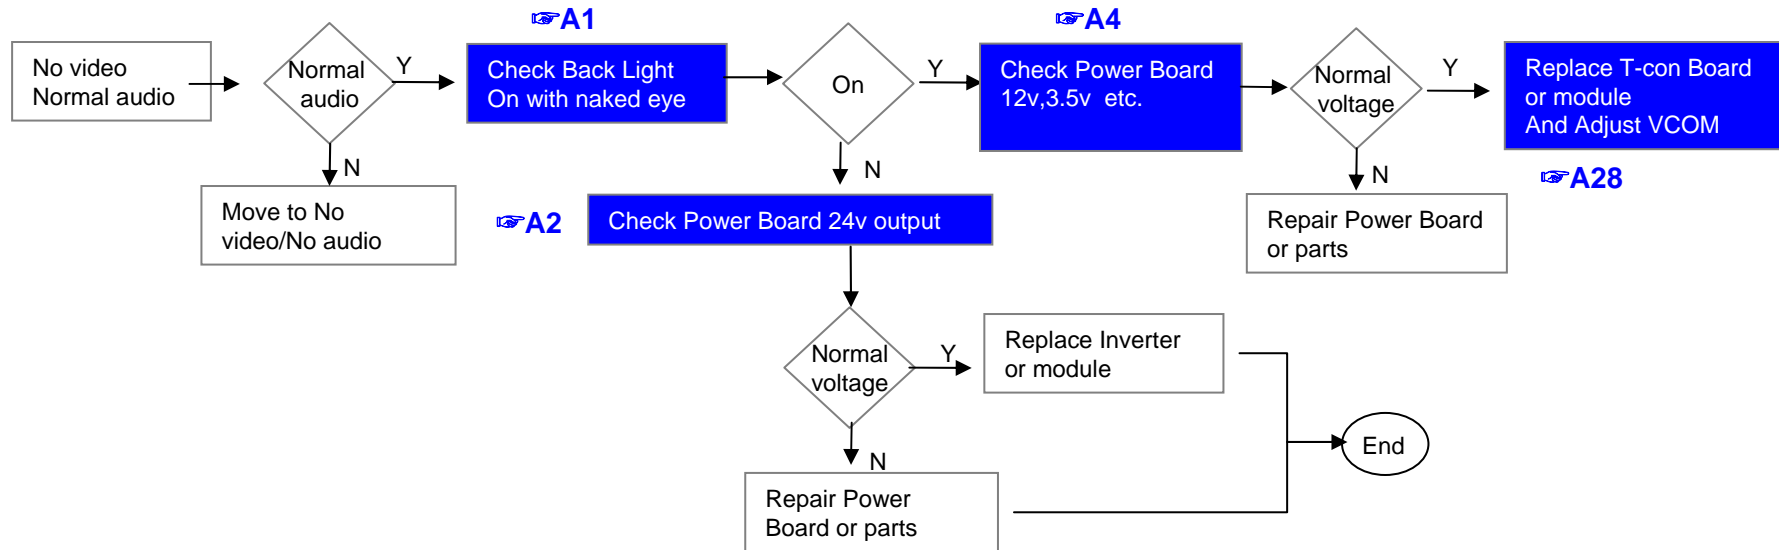 ☞A1
☞A4
No video
Normal audio
Normal
audio
Y
Check Back Light
On with naked eye
On
Y
Check Power Board
12v,3.5v etc.
Normal
voltage
Y
Replace T-con Board
or module
And Adjust VCOM
N
Move to No
video/No audio
N
☞A2
Check Power Board 24v output
N
☞A28
Repair Power Board
or parts
Normal
voltage
Y
Replace Inverter
or module
End
N
Repair Power
Board or parts